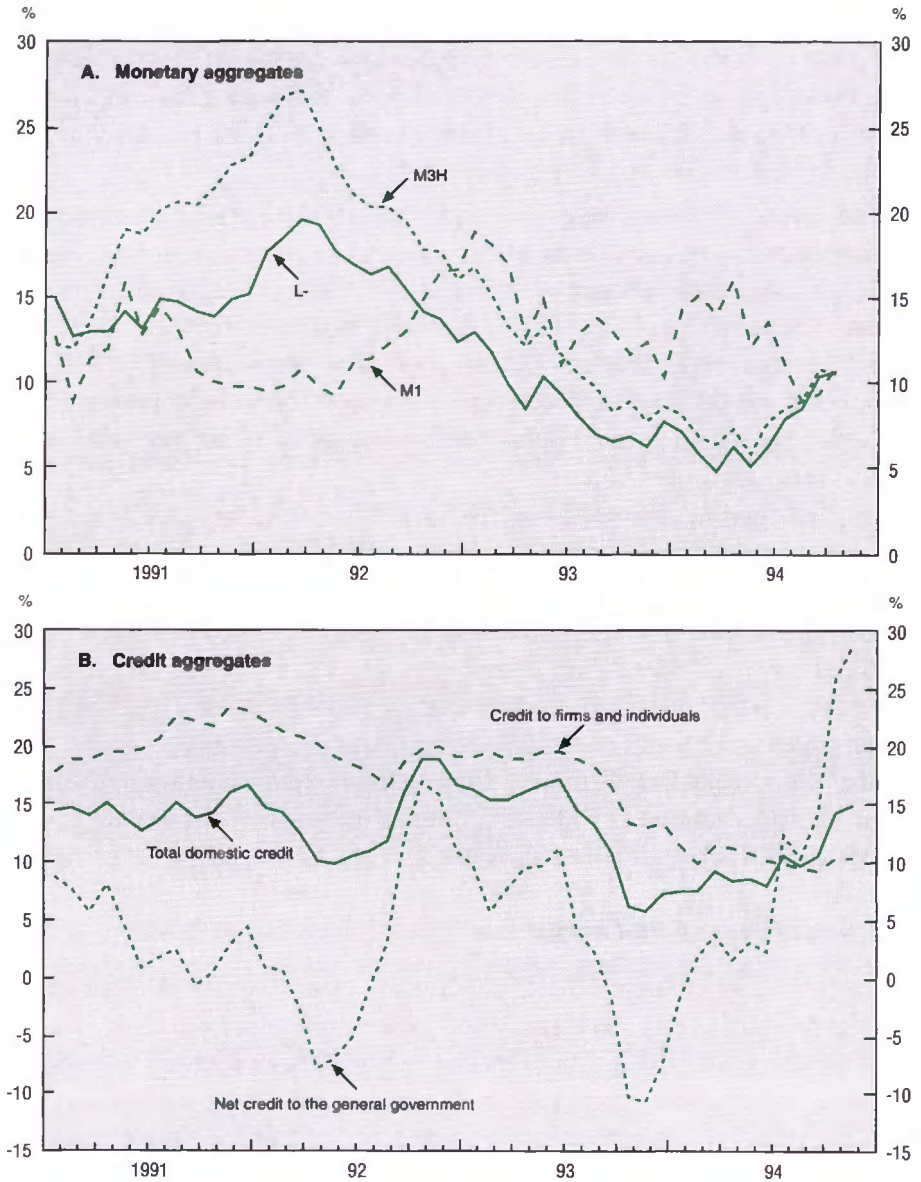 % %
30 30
A. Monetary aggregates
25 25
M3H
20 20
L-
15 15
M1
10 10
5 5
0 0
1991 92 93 94
% %
30 30
B. Credit aggregates
25 25
Credit to firms and individuals
20 20
15 15
Total domestic credit
10 10
5 5
0 0
-5 -5
Net credit to the general government
-10 -10
-15 -15
1991 92 93 94